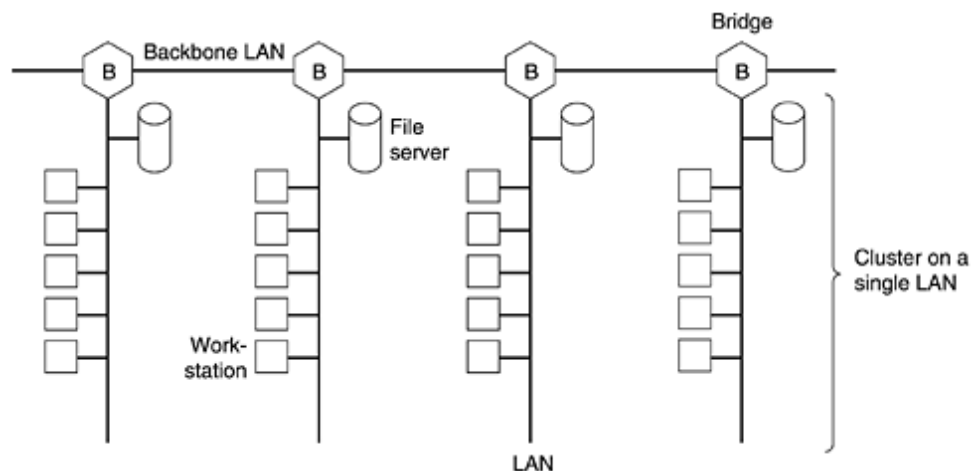 Bridge
Backbone LAN
B
B
B
B
File
server
Cluster on a
single LAN
Work-
station
LAN